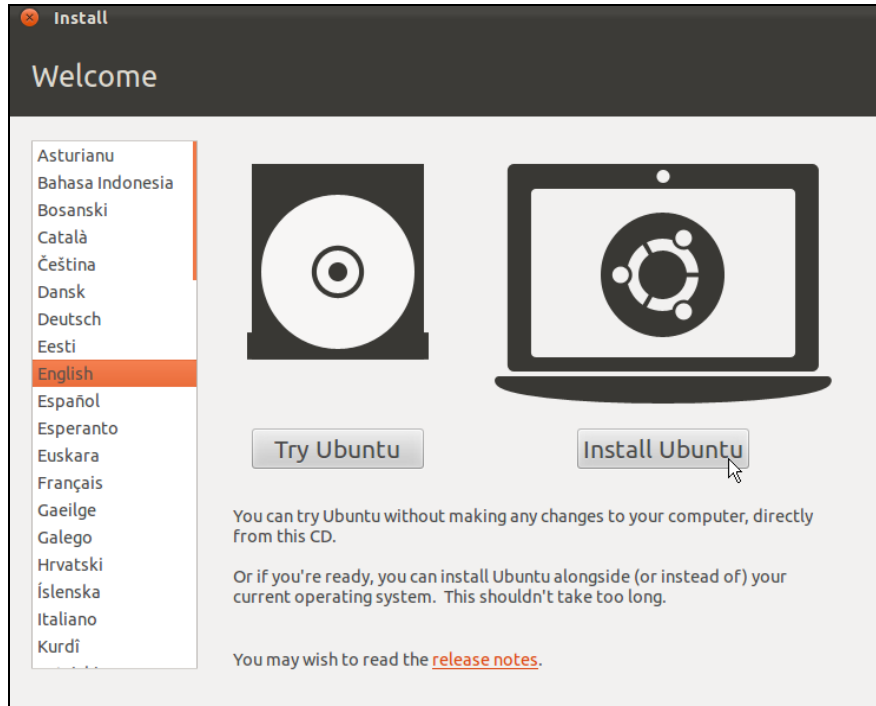 Install
Welcome
Asturianu
Bahasa Indonesia
Bosanski
Català
Čeština
Dansk
Deutsch
Eesti
English
Español
Esperanto
Euskara
Français
Gaeilge
Galego
Hrvatski
Íslenska
Italiano
Kurdî
Try Ubuntu
Install Ubuntu
You can try Ubuntu without making any changes to your computer, directly
from this CD.
Or if you're ready, you can install Ubuntu alongside (or instead of) your
current operating system. This shouldn't take too long.
You may wish to read the release notes.